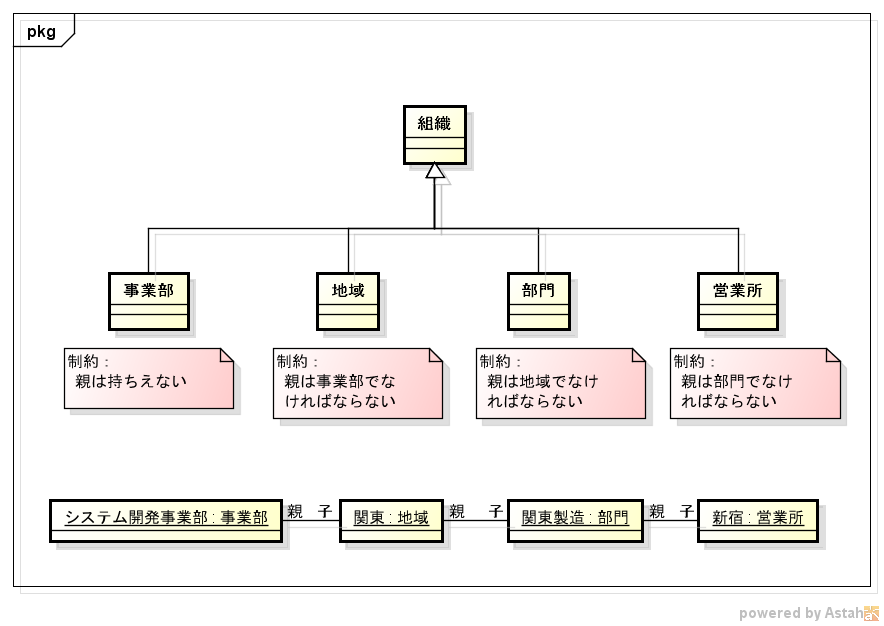 pkg
組織
事業部
地域
部門
営業所
制約：
親は持ちえない
制約：
親は事業部でな
ければならない
制約：
親は地域でなけ
ればならない
制約：
親は部門でなけ
ればならない
システム開発事業部 : 事業部
親 子
関東 : 地域
親 子
関東製造 : 部門
親 子
新宿 : 営業所
powered by Astah